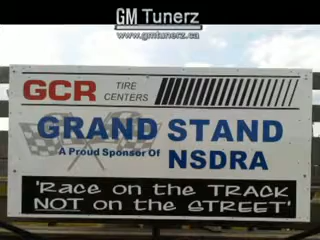 GM Tunerz
www.gmtunerz.ca
GCR TIRE CENTERS
GRAND STAND
A Proud Sponsor Of NSDRA
'RACE ON THE TRACK
NOT ON the STREET'